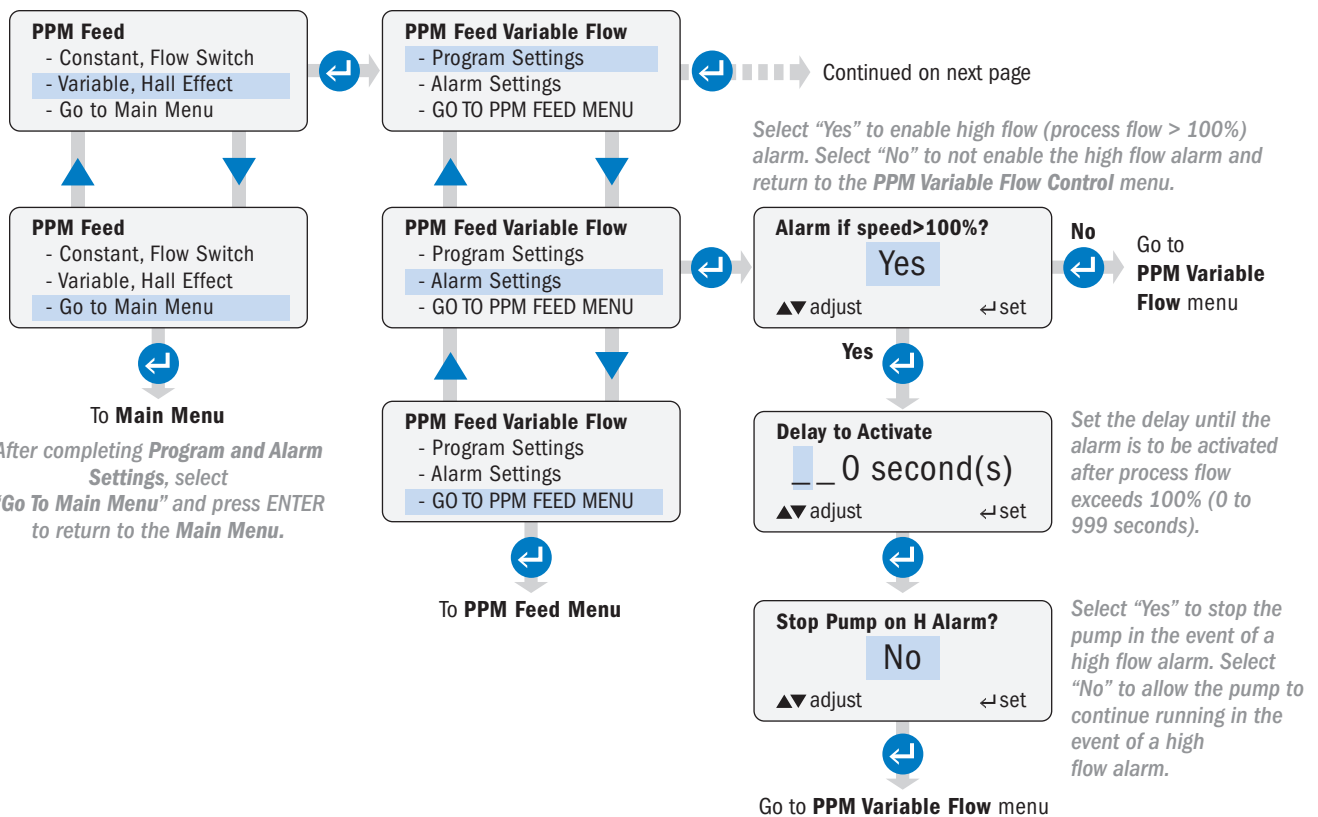 PPM Feed
- Constant, Flow Switch
- Variable, Hall Effect
- Go to Main Menu
PPM Feed Variable Flow
- Program Settings
- Alarm Settings
- GO TO PPM FEED MENU
Continued on next page
Select “Yes” to enable high flow (process flow > 100%)
alarm. Select “No” to not enable the high flow alarm and
return to the PPM Variable Flow Control menu.
PPM Feed
- Constant, Flow Switch
- Variable, Hall Effect
- Go to Main Menu
To Main Menu
After completing Program and Alarm
Settings, select
“Go To Main Menu” and press ENTER
to return to the Main Menu.
PPM Feed Variable Flow
- Program Settings
- Alarm Settings
- GO TO PPM FEED MENU
Alarm if speed>100%?
Yes
▲▼ adjust ↵ set
No
Go to
PPM Variable
Flow menu
Yes
PPM Feed Variable Flow
- Program Settings
- Alarm Settings
- GO TO PPM FEED MENU
To PPM Feed Menu
Delay to Activate
_ _ 0 second(s)
▲▼ adjust ↵ set
Set the delay until the
alarm is to be activated
after process flow
exceeds 100% (0 to
999 seconds).
Stop Pump on H Alarm?
No
▲▼ adjust ↵ set
Select “Yes” to stop the
pump in the event of a
high flow alarm. Select
“No” to allow the pump to
continue running in the
event of a high
flow alarm.
Go to PPM Variable Flow menu